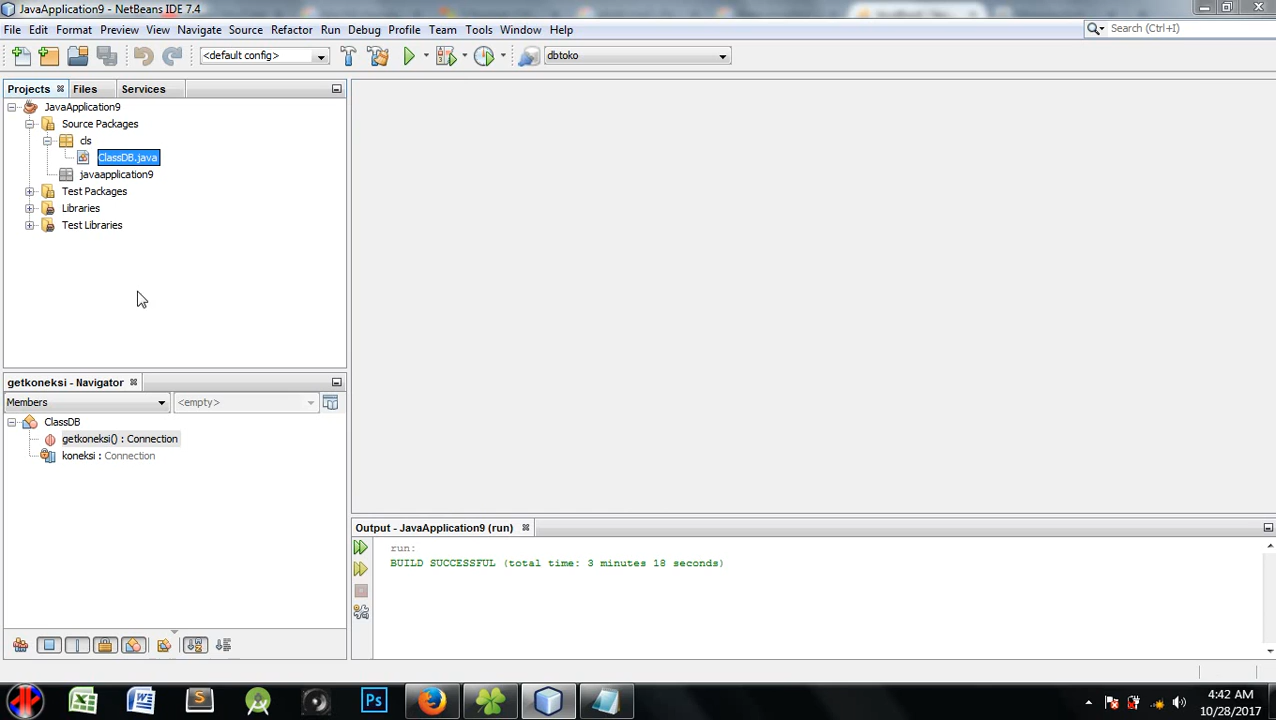 JavaApplication9 - NetBeans IDE 7.4
File Edit Format Preview View Navigate Source Refactor Run Debug Profile Team Tools Window Help
Search (Ctrl+I)
<default config>
dbtoko
Projects Files Services
JavaApplication9
Source Packages
cls
ClassDB.java
javaapplication9
Test Packages
Libraries
Test Libraries
getkoneksi - Navigator
Members
<empty>
ClassDB
getkoneksi() : Connection
koneksi : Connection
Output - JavaApplication9 (run)
run:
BUILD SUCCESSFUL (total time: 3 minutes 18 seconds)
Ps
4:42 AM
10/28/2017